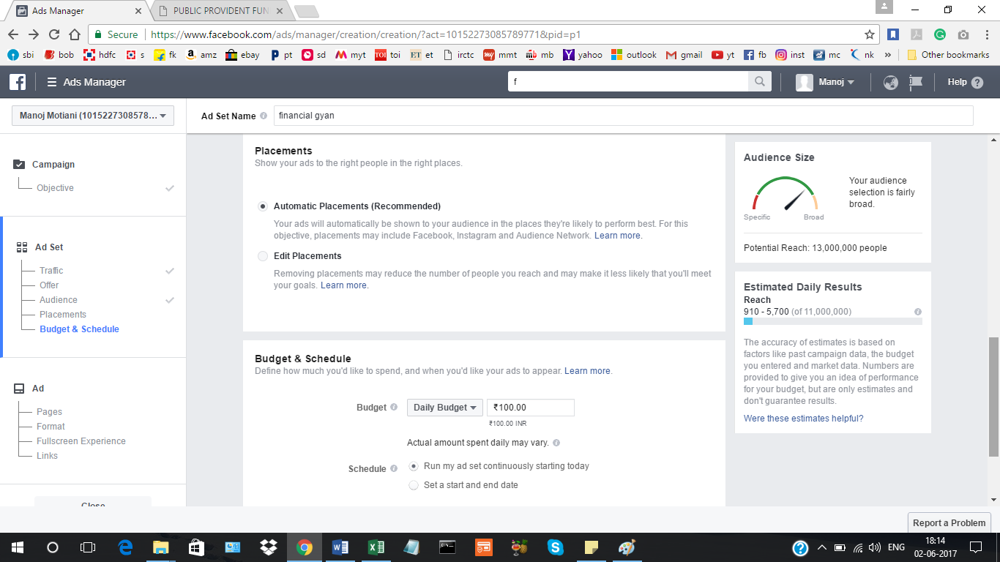 Ads Manager
PUBLIC PROVIDENT FUN
Secure
https://www.facebook.com/ads/manager/creation/creation/?act=10152273085789771&pid=p1
sbi bob hdfc s fk amz ebay pt sd myt TOI toi ET et irctc my mmt mb yahoo outlook gmail yt fb inst mc nk » Other bookmarks
Ads Manager
f
Manoj
Help ?
Manoj Motiani (1015227308578...
Ad Set Name
financial gyan
Campaign
Objective
Ad Set
Traffic
Offer
Audience
Placements
Budget & Schedule
Ad
Pages
Format
Fullscreen Experience
Links
Close
Placements
Show your ads to the right people in the right places.
Automatic Placements (Recommended)
Your ads will automatically be shown to your audience in the places they're likely to perform best. For this
objective, placements may include Facebook, Instagram and Audience Network. Learn more.
Edit Placements
Removing placements may reduce the number of people you reach and may make it less likely that you'll meet
your goals. Learn more.
Budget & Schedule
Define how much you'd like to spend, and when you'd like your ads to appear. Learn more.
Budget
Daily Budget
₹100.00
₹100.00 INR
Actual amount spent daily may vary.
Schedule
Run my ad set continuously starting today
Set a start and end date
Audience Size
Your audience
selection is fairly
broad.
Specific
Broad
Potential Reach: 13,000,000 people
Estimated Daily Results
Reach
910 - 5,700 (of 11,000,000)
The accuracy of estimates is based on
factors like past campaign data, the budget
you entered and market data. Numbers are
provided to give you an idea of performance
for your budget, but are only estimates and
don't guarantee results.
Were these estimates helpful?
Report a Problem
ENG
18:14
02-06-2017